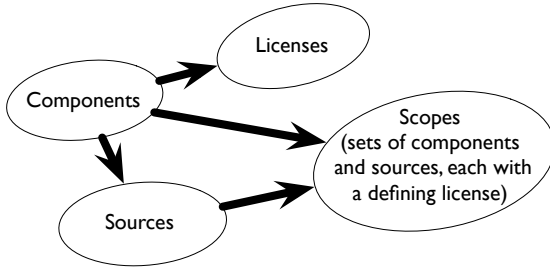 Licenses
Components
Scopes
(sets of components
and sources, each with
a defining license)
Sources